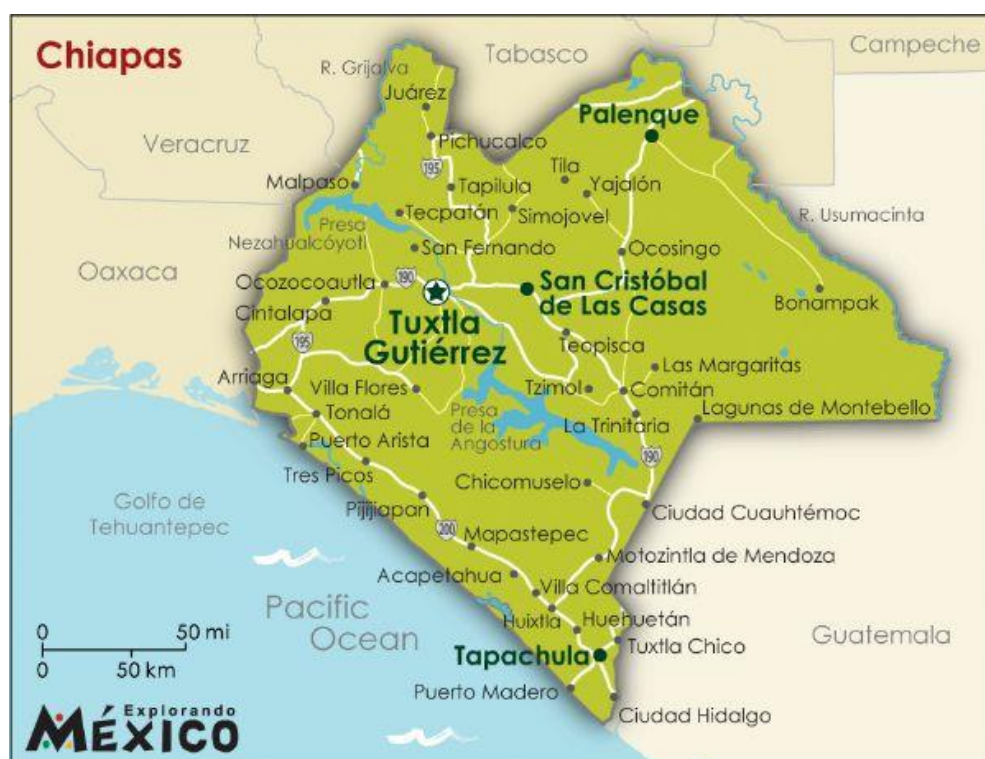 Chiapas
Tabasco
Campeche
R. Grijalva
Juárez
Palenque
Veracruz
Pichucalco
195
Tila
Malpaso
Tapilula
Yajalón
Tecpatán
Simojovel
R. Usumacinta
Presa
Nezahualcóyotl
San Fernando
Ocosingo
Oaxaca
Ocozocoautla
190
San Cristóbal
de Las Casas
Bonampak
Cintalapa
Tuxtla
Gutiérrez
195
Teopisca
Las Margaritas
Arriaga
Villa Flores
Tzimol
Comitán
Tonalá
Presa
de la
Angostura
La Trinitaria
Lagunas de Montebello
Puerto Arista
190
Tres Picos
Chicomuselo
Golfo de
Tehuantepec
Pijijiapan
Ciudad Cuauhtémoc
200
Mapastepec
Motozintla de Mendoza
Acapetahua
Villa Comaltitlán
Pacific
Ocean
Huixtla
Huehuetán
Guatemala
0 50 mi
0 50 km
Tuxtla Chico
Tapachula
Puerto Madero
Ciudad Hidalgo
Explorando
MÉXICO